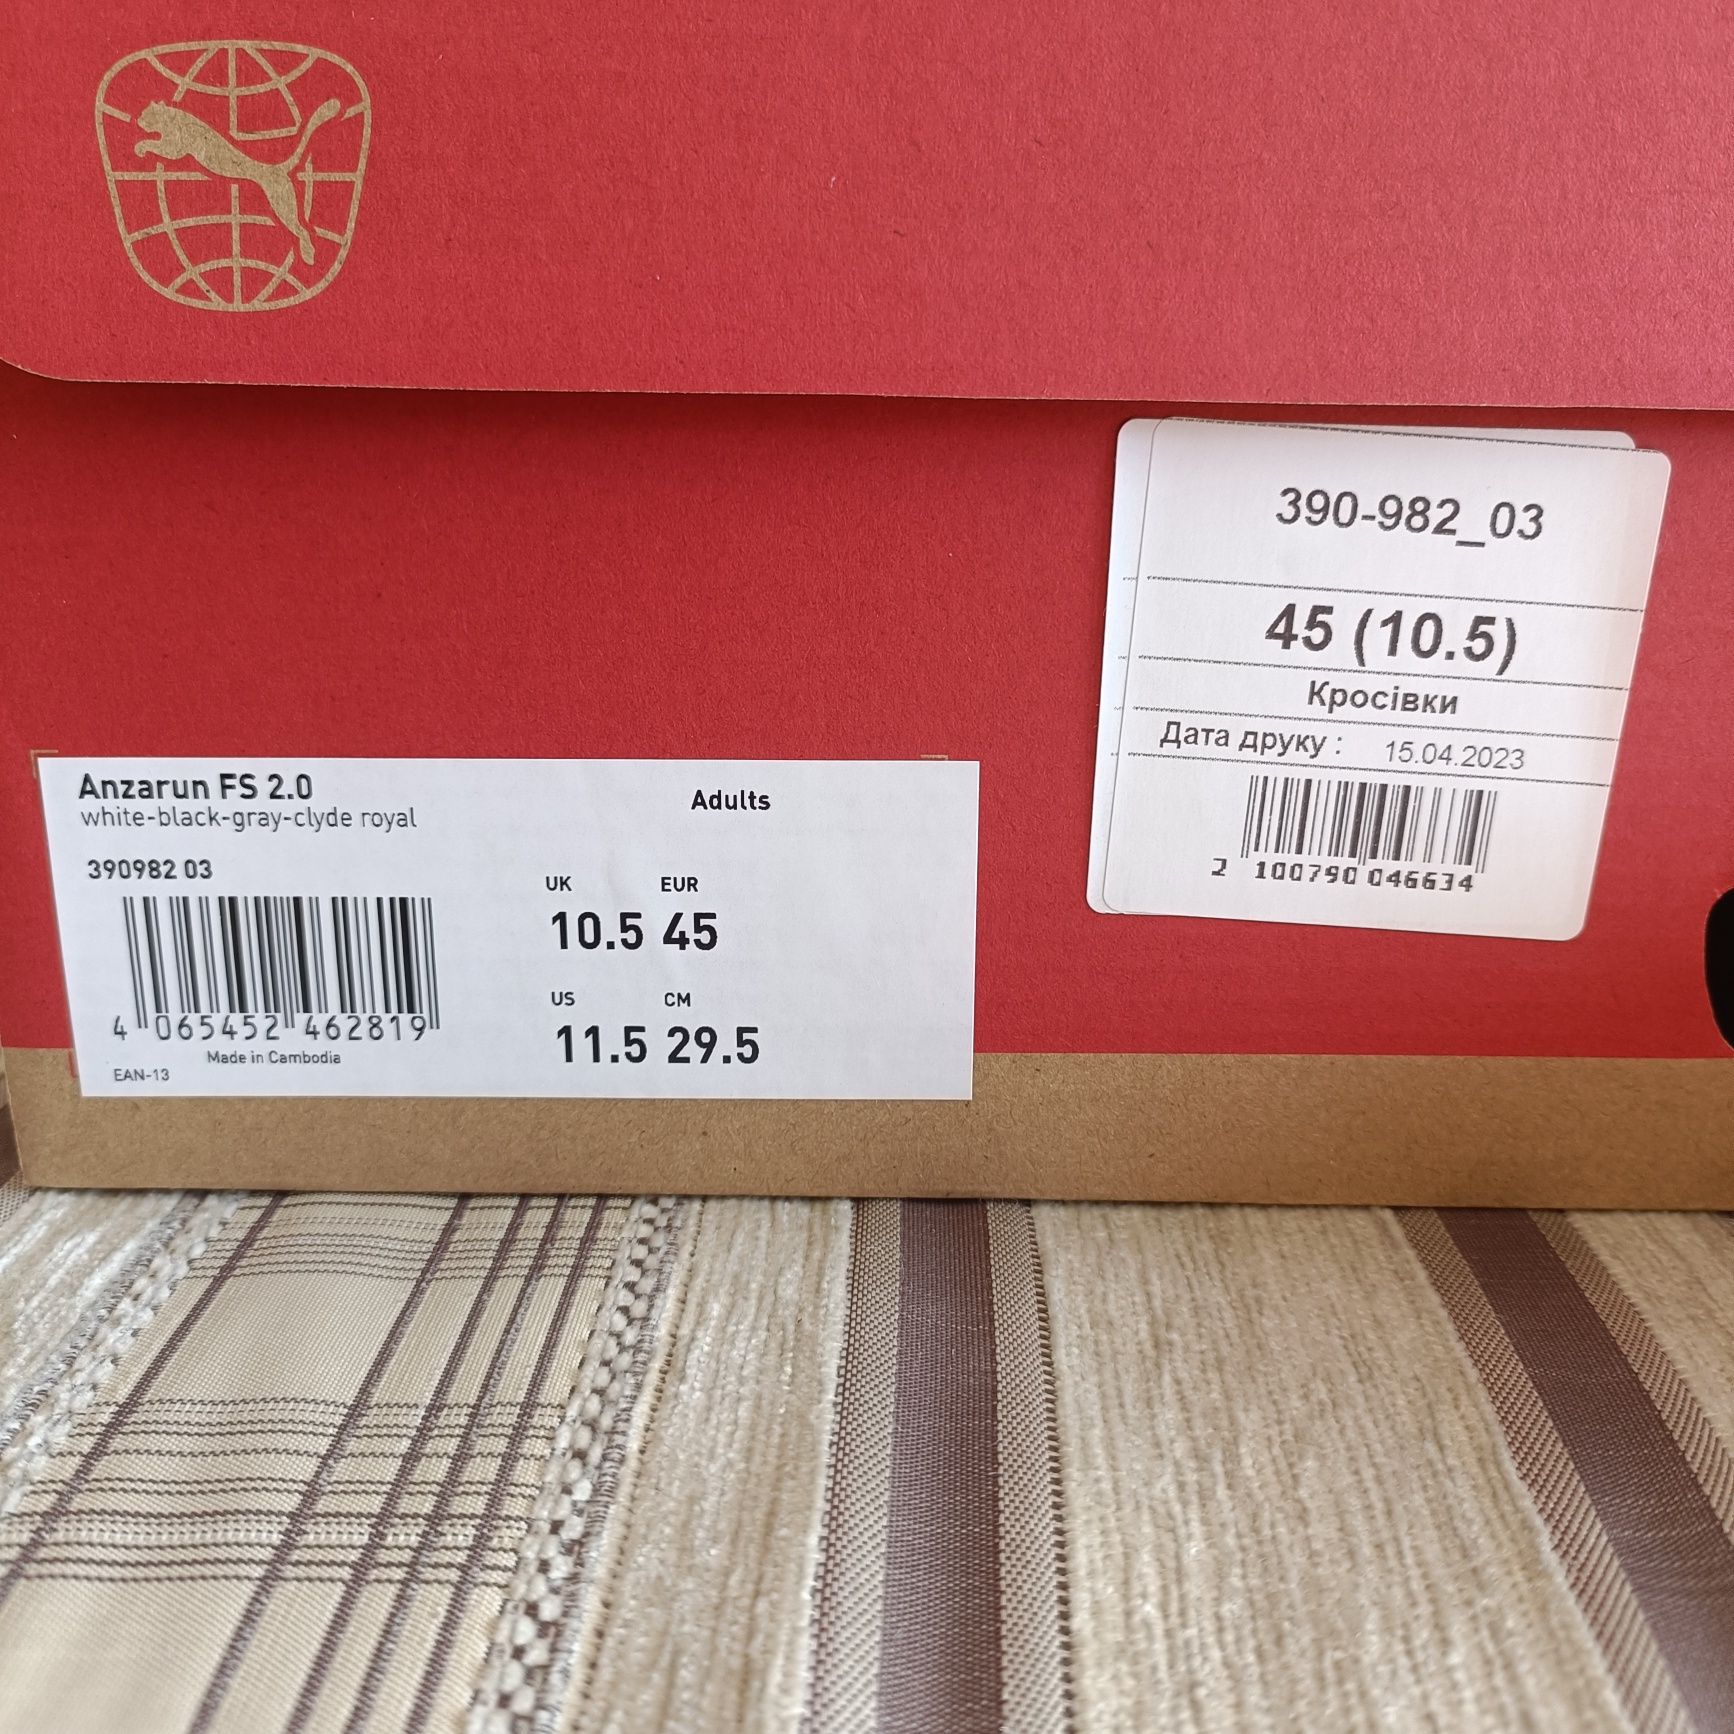 390-982_03
45 (10.5)
Кросівки
Дата друку : 15.04.2023
2 100790 046634
Anzarun FS 2.0
white-black-gray-clyde royal
Adults
390982 03
UK EUR
10.5 45
US CM
11.5 29.5
4 065452 462819
Made in Cambodia
EAN-13